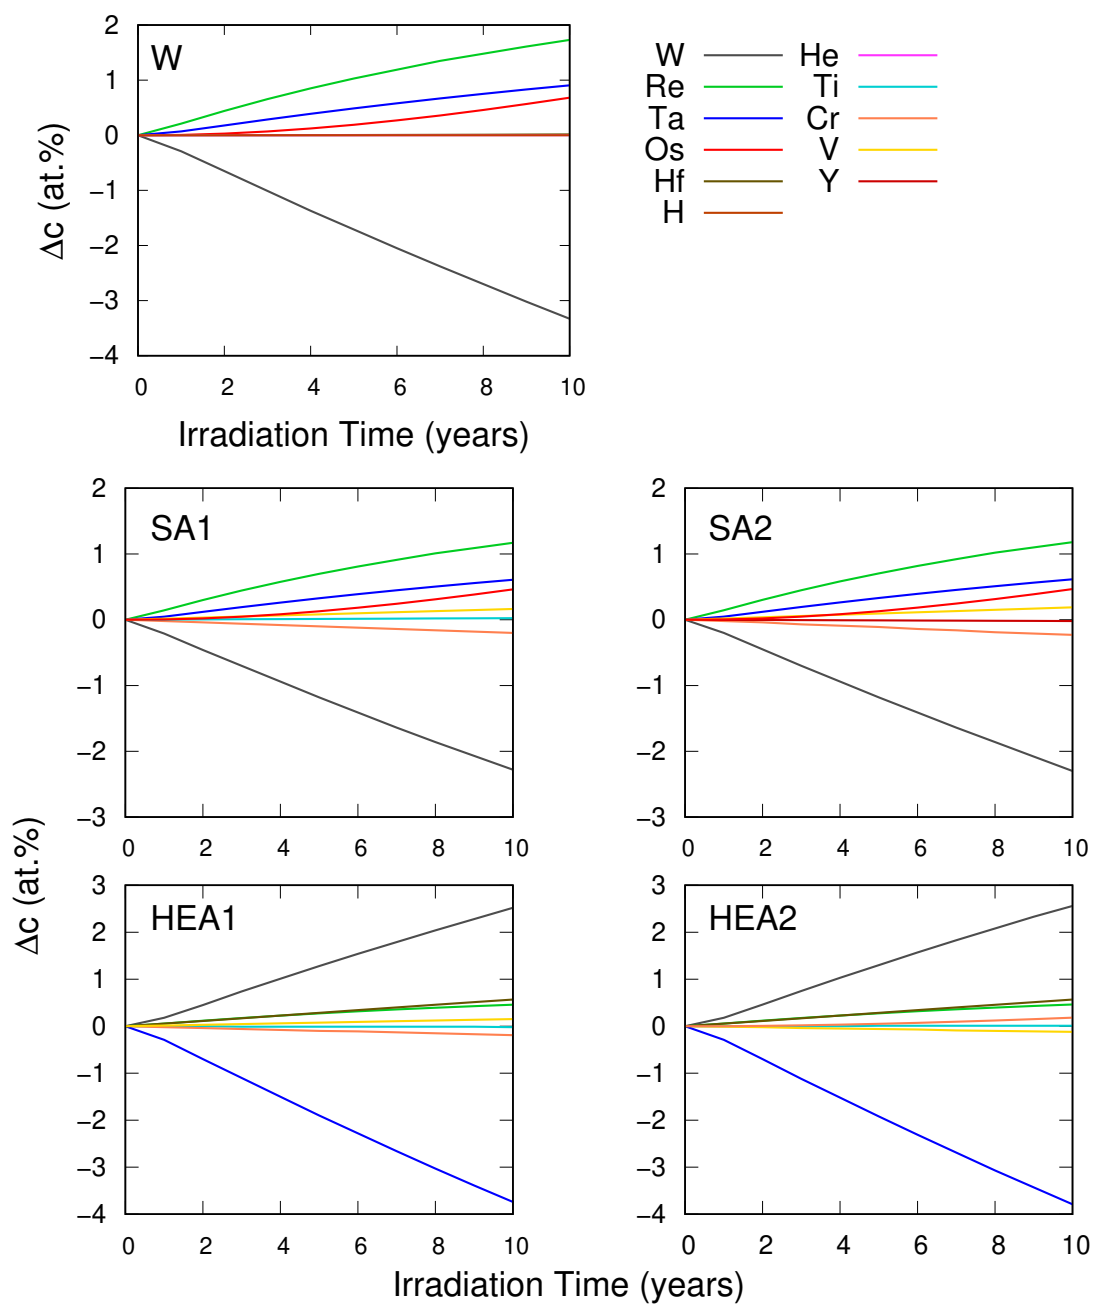 W
2
1
0
−1
−2
−3
−4
Δc (at.%)
0 2 4 6 8 10
Irradiation Time (years)
W He
Re Ti
Ta Cr
Os V
Hf Y
H
SA1
2
1
0
−1
−2
−3
0 2 4 6 8 10
SA2
2
1
0
−1
−2
−3
0 2 4 6 8 10
Δc (at.%)
HEA1
3
2
1
0
−1
−2
−3
−4
0 2 4 6 8 10
HEA2
3
2
1
0
−1
−2
−3
−4
0 2 4 6 8 10
Irradiation Time (years)